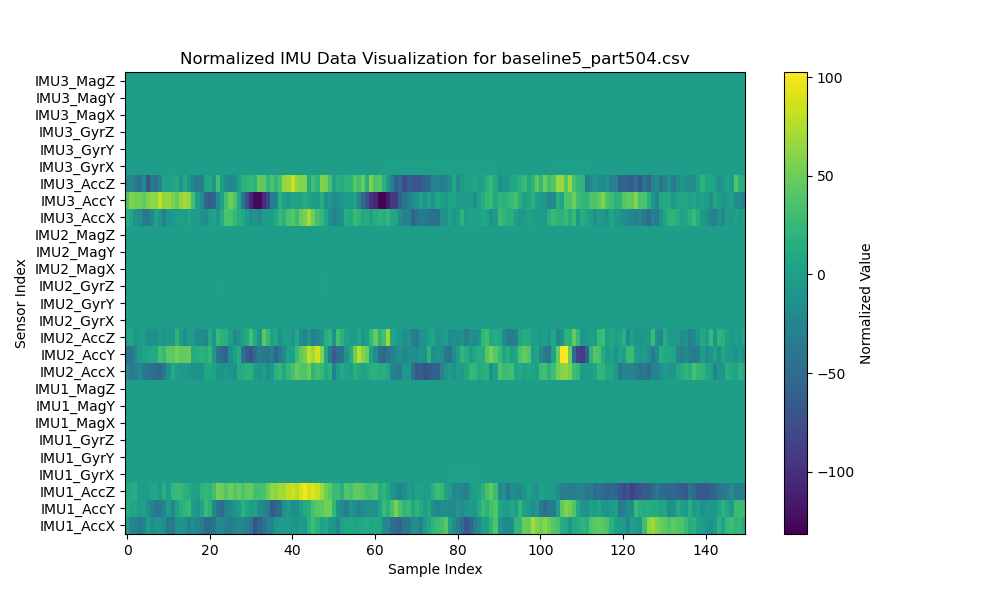 Normalized IMU Data Visualization for baseline5_part504.csv
Sensor Index
IMU3_MagZ
IMU3_MagY
IMU3_MagX
IMU3_GyrZ
IMU3_GyrY
IMU3_GyrX
IMU3_AccZ
IMU3_AccY
IMU3_AccX
IMU2_MagZ
IMU2_MagY
IMU2_MagX
IMU2_GyrZ
IMU2_GyrY
IMU2_GyrX
IMU2_AccZ
IMU2_AccY
IMU2_AccX
IMU1_MagZ
IMU1_MagY
IMU1_MagX
IMU1_GyrZ
IMU1_GyrY
IMU1_GyrX
IMU1_AccZ
IMU1_AccY
IMU1_AccX
0 20 40 60 80 100 120 140
Sample Index
100
50
0
−50
−100
Normalized Value